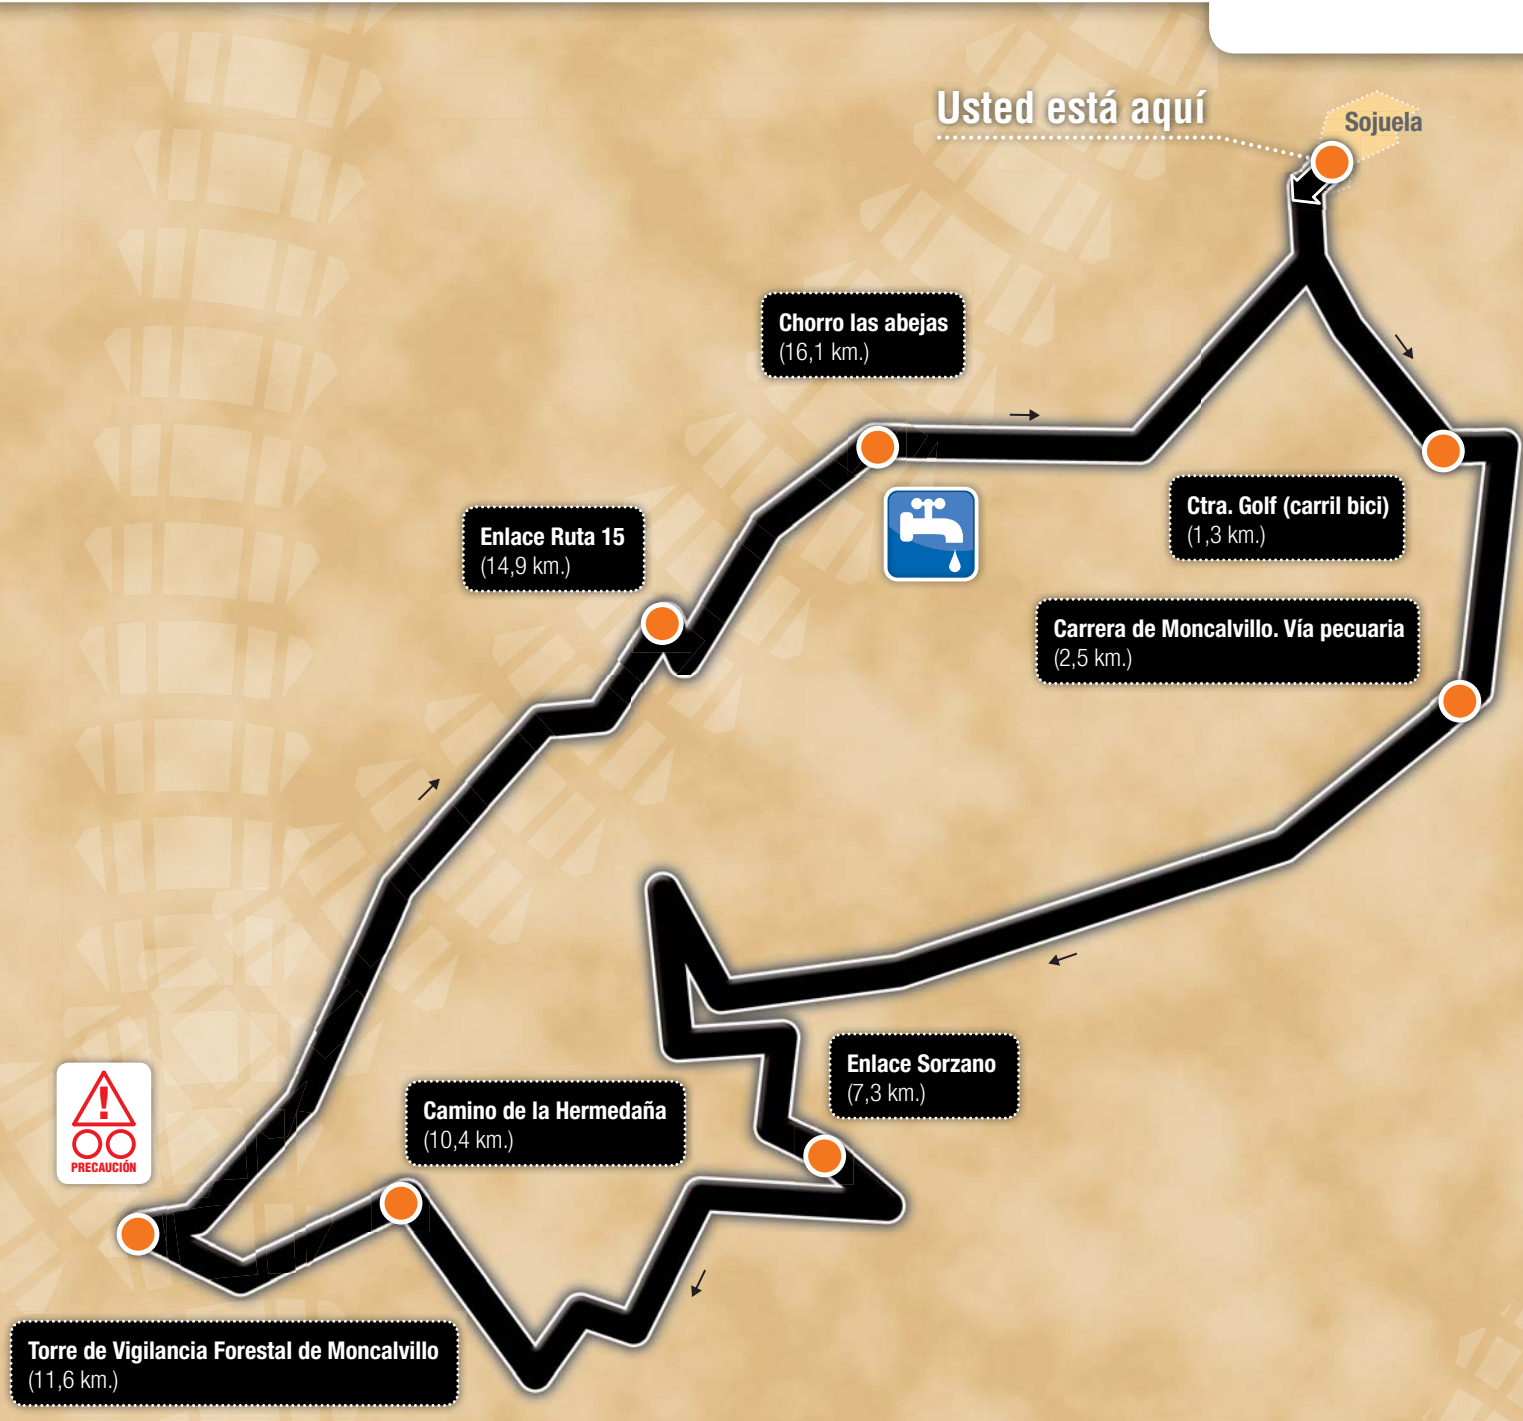 Usted está aquí
Sojuela
Chorro las abejas
(16,1 km.)
Ctra. Golf (carril bici)
(1,3 km.)
Enlace Ruta 15
(14,9 km.)
Carrera de Moncalvillo. Vía pecuaria
(2,5 km.)
Enlace Sorzano
(7,3 km.)
Camino de la Hermedaña
(10,4 km.)
!
PRECAUCIÓN
Torre de Vigilancia Forestal de Moncalvillo
(11,6 km.)